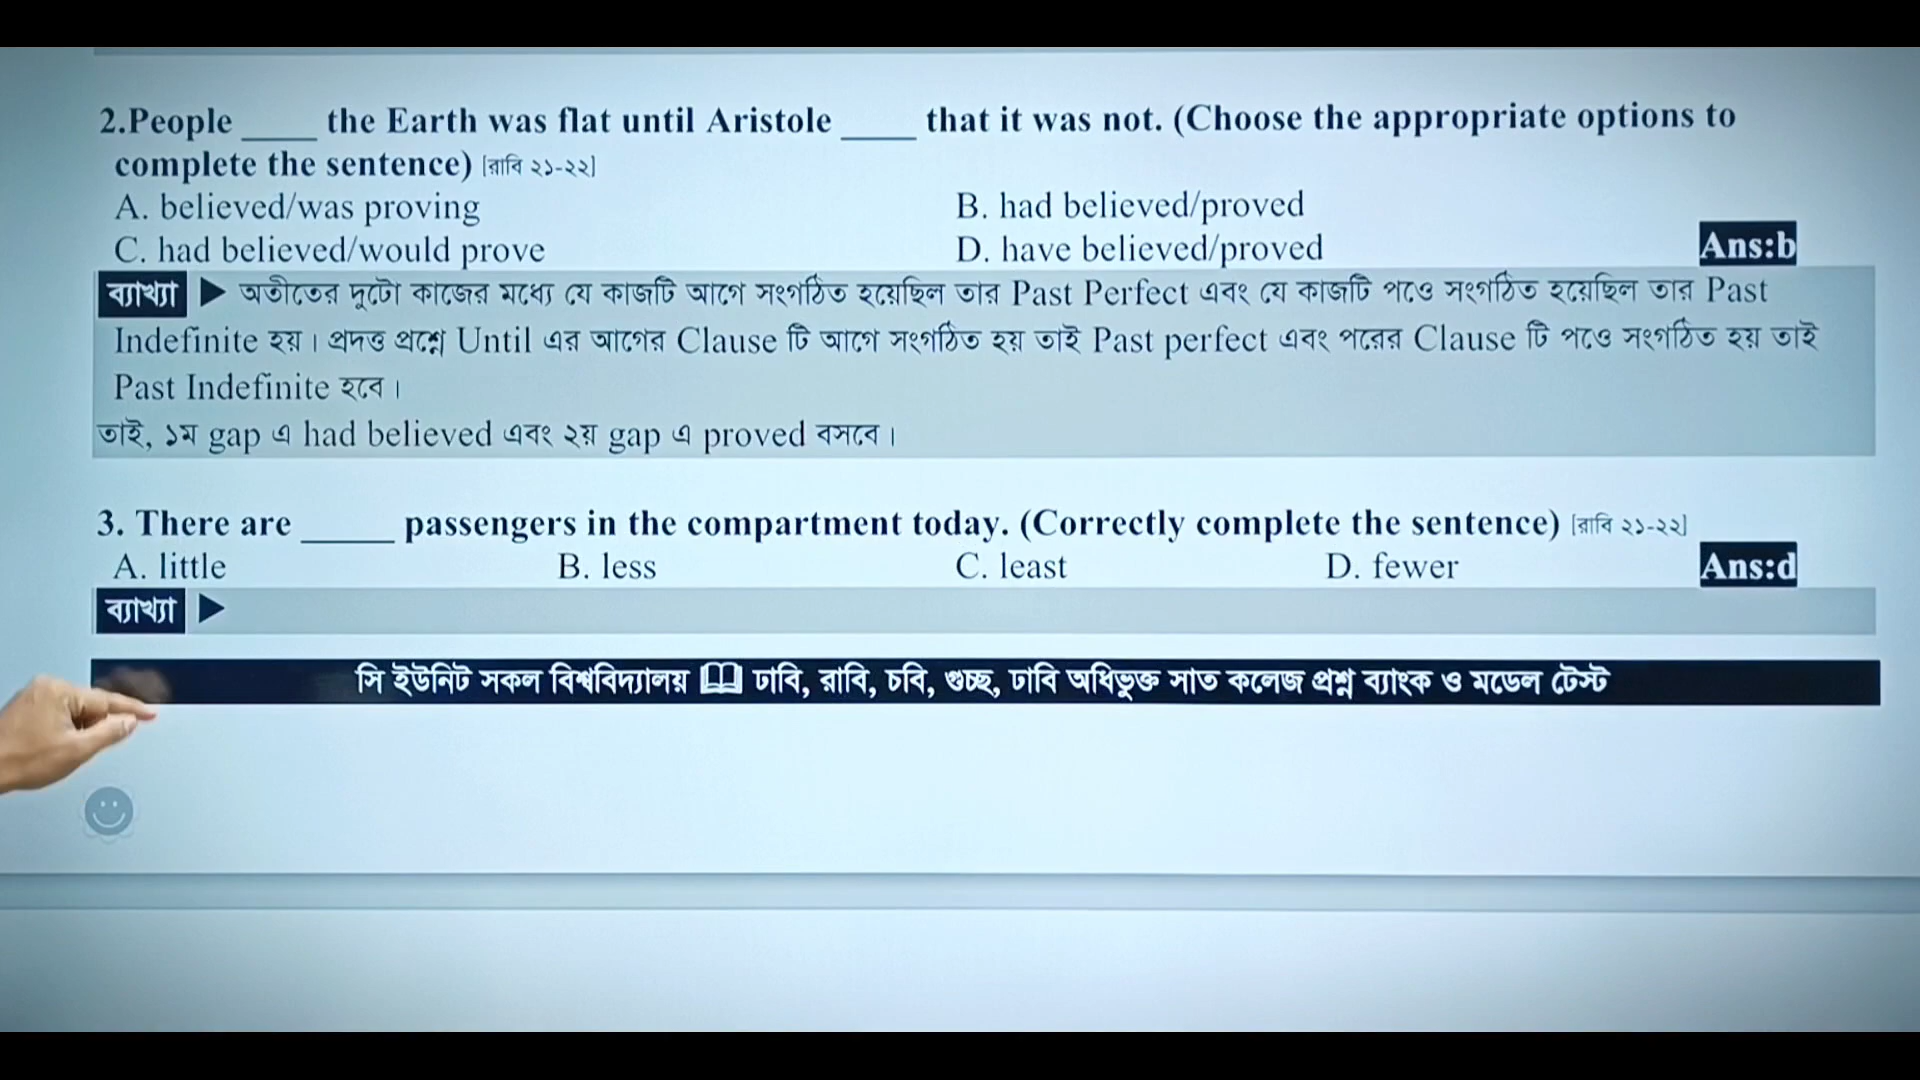 2.People _____ the Earth was flat until Aristole _____ that it was not. (Choose the appropriate options to
complete the sentence) [রাবি ২১-২২]
A. believed/was proving B. had believed/proved
C. had believed/would prove D. have believed/proved Ans:b
ব্যাখ্যা ▶ অতীতের দুটো কাজের মধ্যে যে কাজটি আগে সংগঠিত হয়েছিল তার Past Perfect এবং যে কাজটি পড়ে সংগঠিত হয়েছিল তার Past
Indefinite হয়। প্রদত্ত প্রশ্নে Until এর আগের Clause টি আগে সংগঠিত হয় তাই Past perfect এবং পরের Clause টি পড়ে সংগঠিত হয় তাই
Past Indefinite হবে।
তাই, ১ম gap এ had believed এবং ২য় gap এ proved বসবে।
3. There are ______ passengers in the compartment today. (Correctly complete the sentence) [রাবি ২১-২২]
A. little B. less C. least D. fewer Ans:d
ব্যাখ্যা ▶
সি ইউনিট সকল বিশ্ববিদ্যালয় 📖 ঢাবি, রাবি, চবি, গুচ্ছ, ঢাবি অধিভুক্ত সাত কলেজ প্রশ্ন ব্যাংক ও মডেল টেস্ট